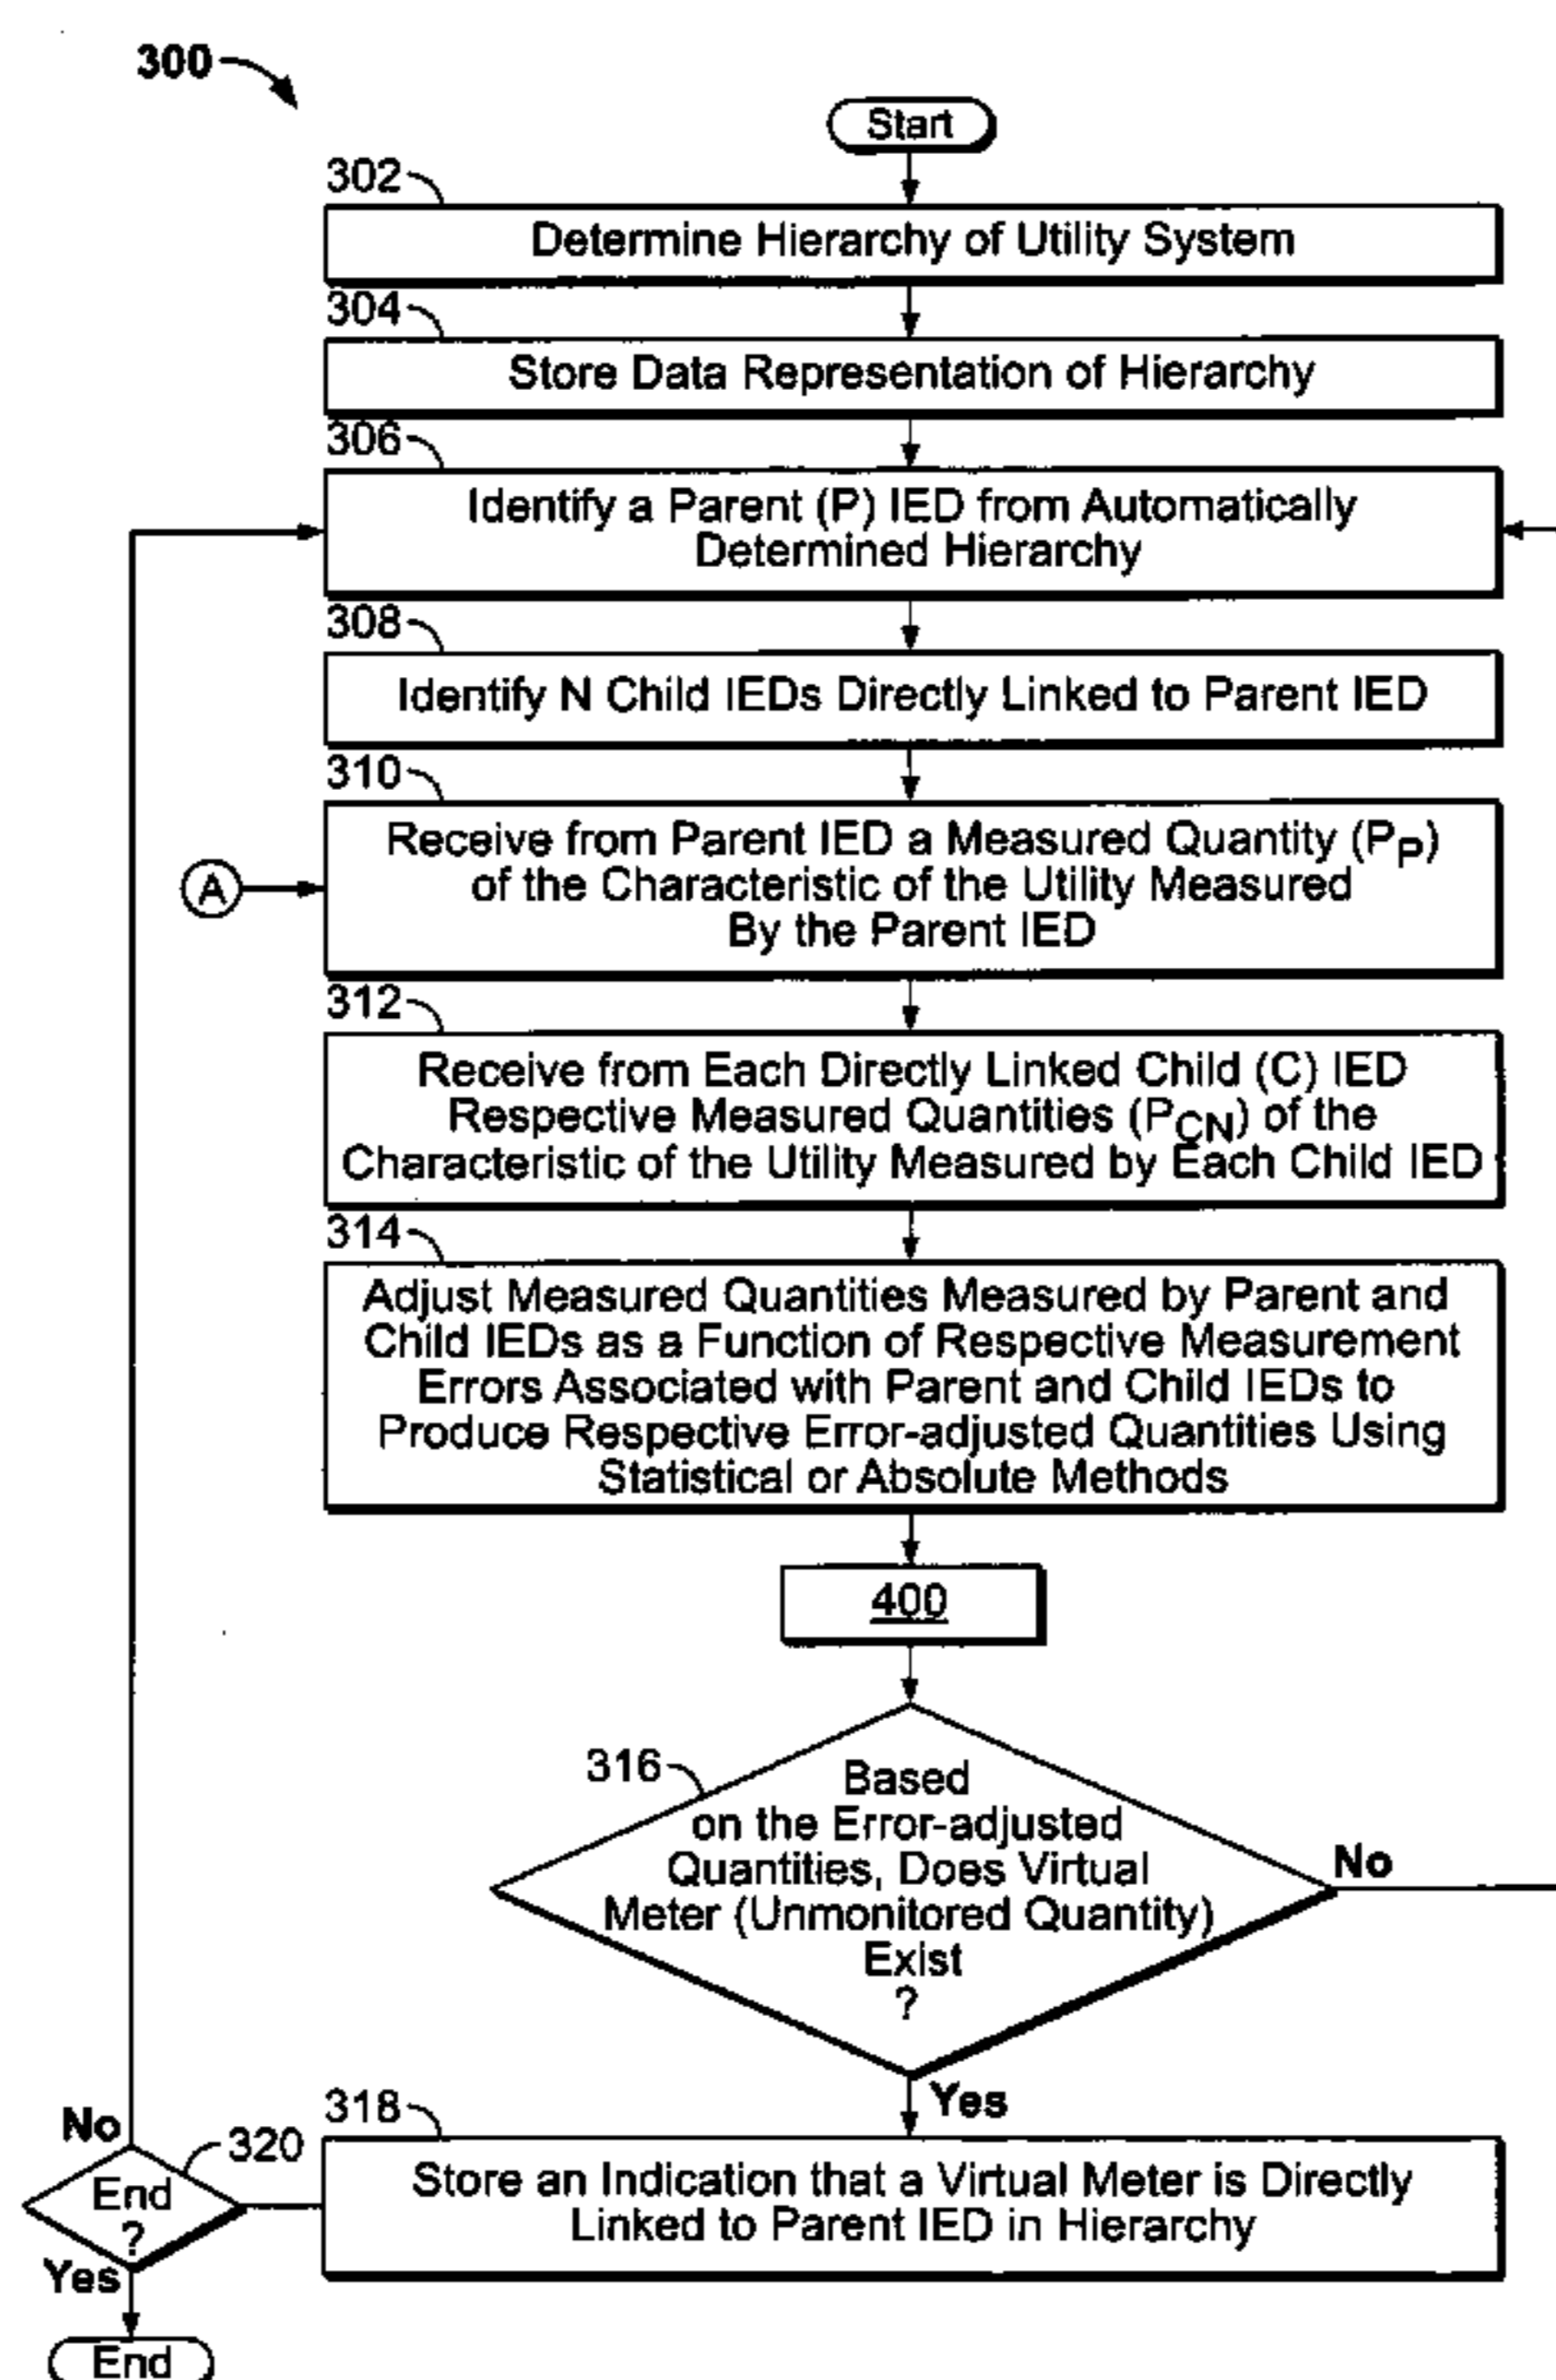 300
Start
302
Determine Hierarchy of Utility System
304
Store Data Representation of Hierarchy
306
Identify a Parent (P) IED from Automatically
Determined Hierarchy
308
Identify N Child IEDs Directly Linked to Parent IED
310
Receive from Parent IED a Measured Quantity (PP)
of the Characteristic of the Utility Measured
By the Parent IED
A
312
Receive from Each Directly Linked Child (C) IED
Respective Measured Quantities (PCN) of the
Characteristic of the Utility Measured by Each Child IED
314
Adjust Measured Quantities Measured by Parent and
Child IEDs as a Function of Respective Measurement
Errors Associated with Parent and Child IEDs to
Produce Respective Error-adjusted Quantities Using
Statistical or Absolute Methods
400
316
Based
on the Error-adjusted
Quantities, Does Virtual
Meter (Unmonitored Quantity)
Exist
?
No
Yes
318
Store an Indication that a Virtual Meter is Directly
Linked to Parent IED in Hierarchy
No
320
End
?
Yes
End